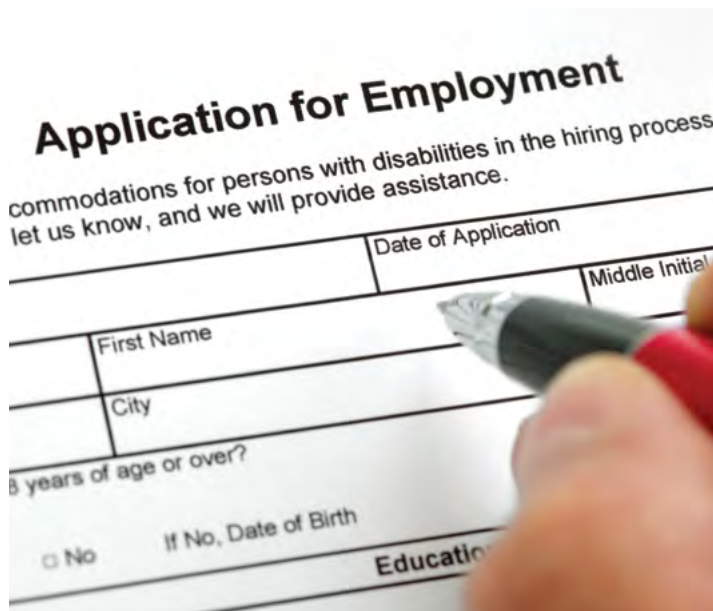 Application for Employment
commodations for persons with disabilities in the hiring process
let us know, and we will provide assistance.
Date of Application
First Name
Middle Initial
City
8 years of age or over?
□ No If No, Date of Birth
Educatio